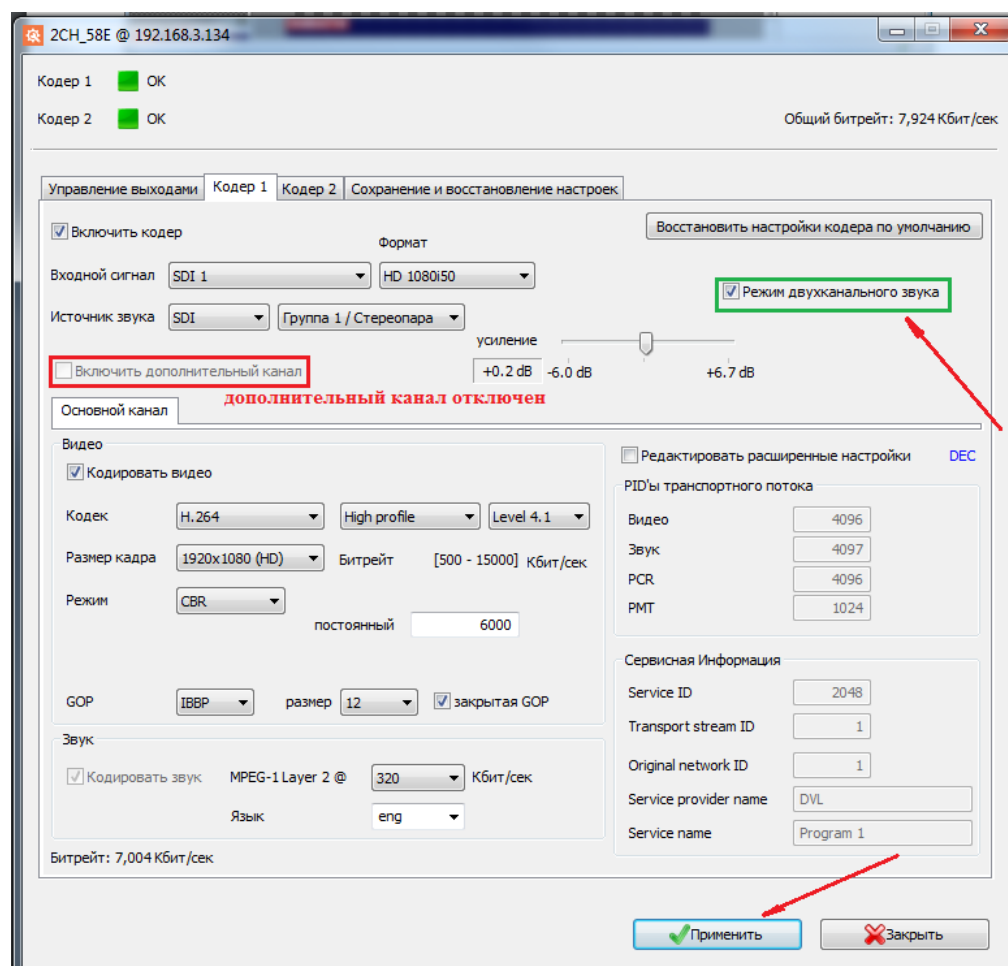 2CH_58E @ 192.168.3.134
Кодер 1 OK
Кодер 2 OK
Общий битрейт: 7,924 Кбит/сек
Управление выходами Кодер 1 Кодер 2 Сохранение и восстановление настроек
Включить кодер
Восстановить настройки кодера по умолчанию
Формат
Входной сигнал SDI 1 HD 1080i50
Режим двухканального звука
Источник звука SDI Группа 1 / Стереопара
усиление
+0.2 dB -6.0 dB +6.7 dB
Включить дополнительный канал
дополнительный канал отключен
Основной канал
Видео
Кодировать видео
Кодек H.264 High profile Level 4.1
Размер кадра 1920x1080 (HD) Битрейт [500 - 15000] Кбит/сек
Режим CBR
постоянный 6000
GOP IBBP размер 12 закрытая GOP
Звук
Кодировать звук MPEG-1 Layer 2 @ 320 Кбит/сек
Язык eng
Битрейт: 7,004 Кбит/сек
Редактировать расширенные настройки DEC
PID'ы транспортного потока
Видео 4096
Звук 4097
PCR 4096
PMT 1024
Сервисная Информация
Service ID 2048
Transport stream ID 1
Original network ID 1
Service provider name DVL
Service name Program 1
Применить Закрыть